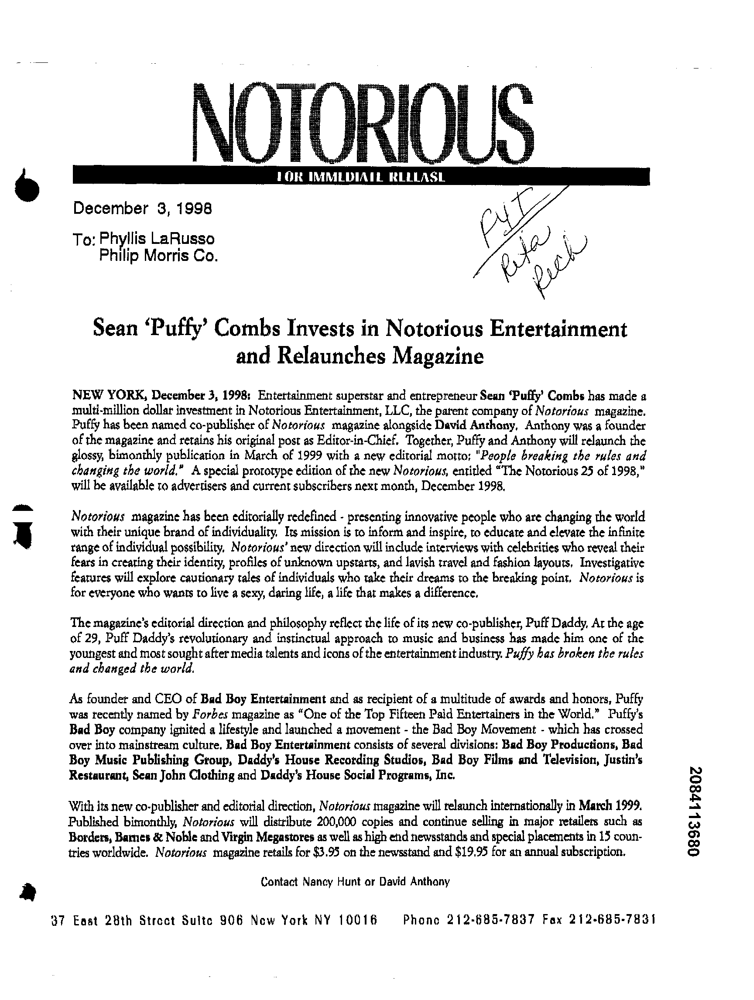 NOTORIOUS
FOR IMMEDIATE RELEASE
December 3, 1998
To: Phyllis LaRusso
Philip Morris Co.
PYI
Rita
Rech
Sean ‘Puffy’ Combs Invests in Notorious Entertainment
and Relaunches Magazine
NEW YORK, December 3, 1998: Entertainment superstar and entrepreneur Sean ‘Puffy’ Combs has made a
multi-million dollar investment in Notorious Entertainment, LLC, the parent company of Notorious magazine.
Puffy has been named co-publisher of Notorious magazine alongside David Anthony. Anthony was a founder
of the magazine and retains his original post as Editor-in-Chief. Together, Puffy and Anthony will relaunch the
glossy, bimonthly publication in March of 1999 with a new editorial motto: "People breaking the rules and
changing the world." A special prototype edition of the new Notorious, entitled “The Notorious 25 of 1998,”
will be available to advertisers and current subscribers next month, December 1998.
Notorious magazine has been editorially redefined - presenting innovative people who are changing the world
with their unique brand of individuality. Its mission is to inform and inspire, to educate and elevate the infinite
range of individual possibility. Notorious' new direction will include interviews with celebrities who reveal their
fears in creating their identity, profiles of unknown upstarts, and lavish travel and fashion layouts. Investigative
features will explore cautionary tales of individuals who take their dreams to the breaking point. Notorious is
for everyone who wants to live a sexy, daring life, a life that makes a difference.
The magazine's editorial direction and philosophy reflect the life of its new co-publisher, Puff Daddy. At the age
of 29, Puff Daddy's revolutionary and instinctual approach to music and business has made him one of the
youngest and most sought after media talents and icons of the entertainment industry. Puffy has broken the rules
and changed the world.
As founder and CEO of Bad Boy Entertainment and as recipient of a multitude of awards and honors, Puffy
was recently named by Forbes magazine as “One of the Top Fifteen Paid Entertainers in the World.” Puffy's
Bad Boy company ignited a lifestyle and launched a movement - the Bad Boy Movement - which has crossed
over into mainstream culture. Bad Boy Entertainment consists of several divisions: Bad Boy Productions, Bad
Boy Music Publishing Group, Daddy's House Recording Studios, Bad Boy Films and Television, Justin's
Restaurant, Sean John Clothing and Daddy's House Social Programs, Inc.
With its new co-publisher and editorial direction, Notorious magazine will relaunch internationally in March 1999.
Published bimonthly, Notorious will distribute 200,000 copies and continue selling in major retailers such as
Borders, Barnes & Noble and Virgin Megastores as well as high end newsstands and special placements in 15 coun-
tries worldwide. Notorious magazine retails for $3.95 on the newsstand and $19.95 for an annual subscription.
Contact Nancy Hunt or David Anthony
37 East 28th Street Suite 906 New York NY 10016 Phone 212-685-7837 Fax 212-685-7831
2084113680